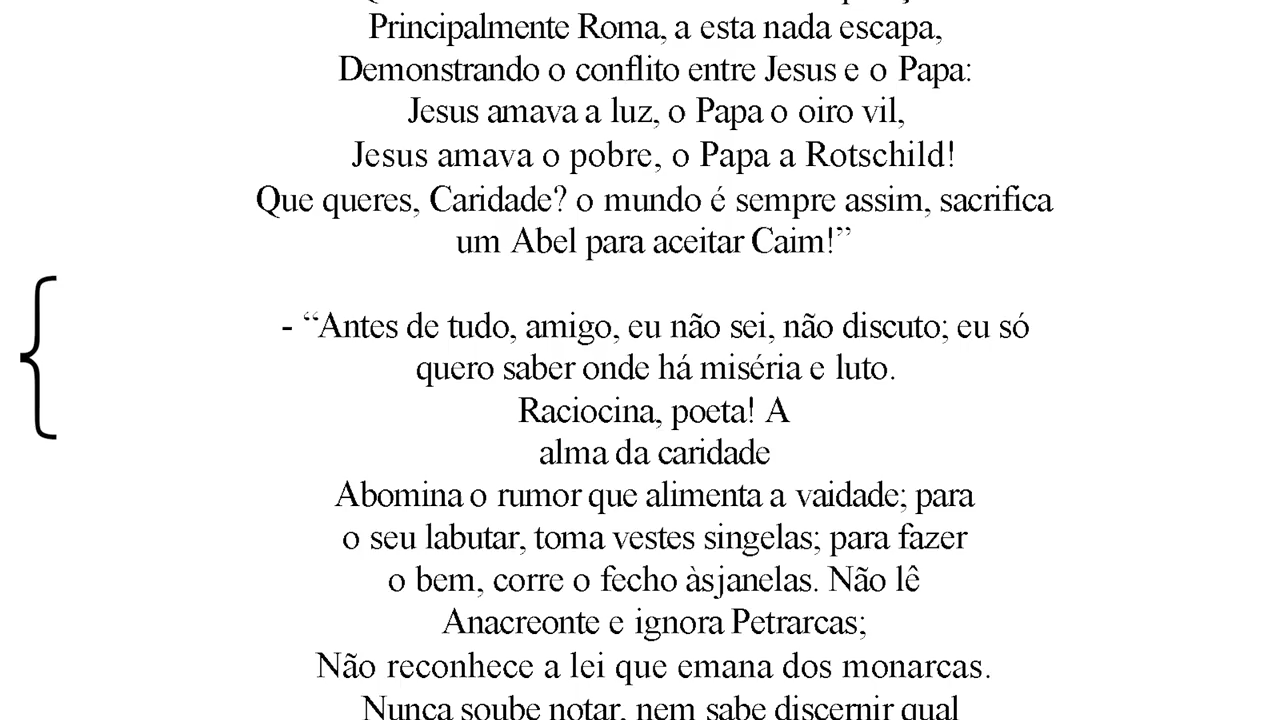 Principalmente Roma, a esta nada escapa,
Demonstrando o conflito entre Jesus e o Papa:
Jesus amava a luz, o Papa o oiro vil,
Jesus amava o pobre, o Papa a Rotschild!
Que queres, Caridade? o mundo é sempre assim, sacrifica
um Abel para aceitar Caim!”
- “Antes de tudo, amigo, eu não sei, não discuto; eu só
quero saber onde há miséria e luto.
Raciocina, poeta! A
alma da caridade
Abomina o rumor que alimenta a vaidade; para
o seu labutar, toma vestes singelas; para fazer
o bem, corre o fecho àsjanelas. Não lê
Anacreonte e ignora Petrarcas;
Não reconhece a lei que emana dos monarcas.
Nunca soube notar, nem sabe discernir qual